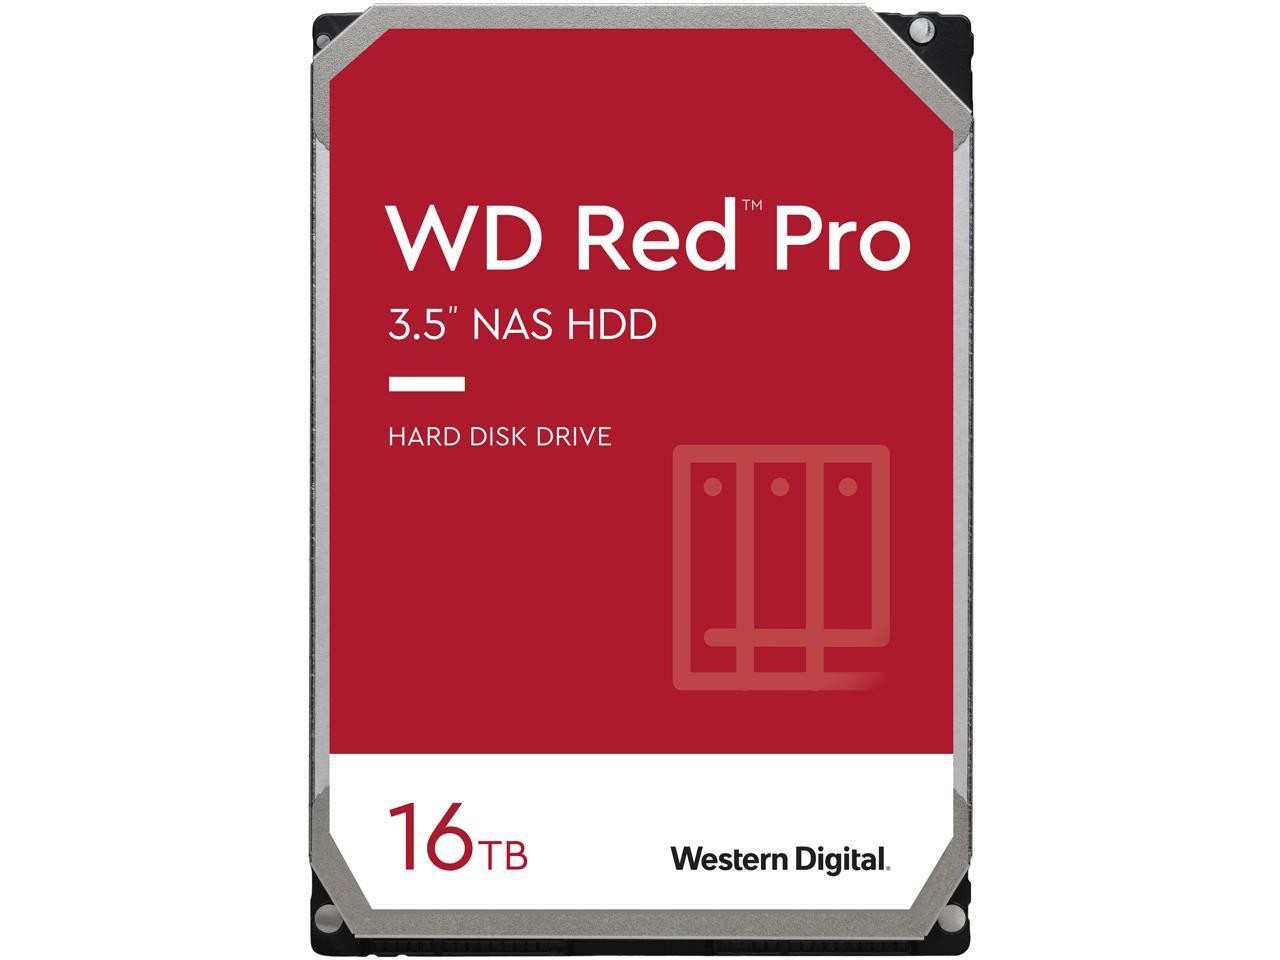 WD Red™ Pro
3.5" NAS HDD
HARD DISK DRIVE
16TB
Western Digital